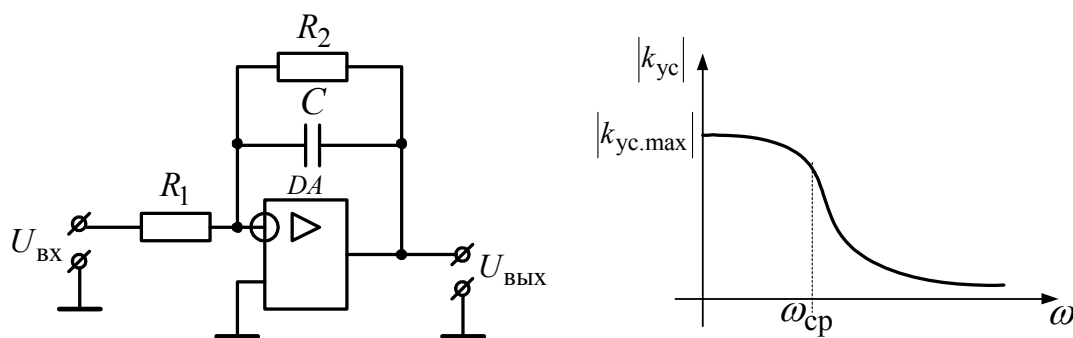 R2
C
DA
R1
Uвх
Uвых
|kус|
|kус.max|
ωср
ω